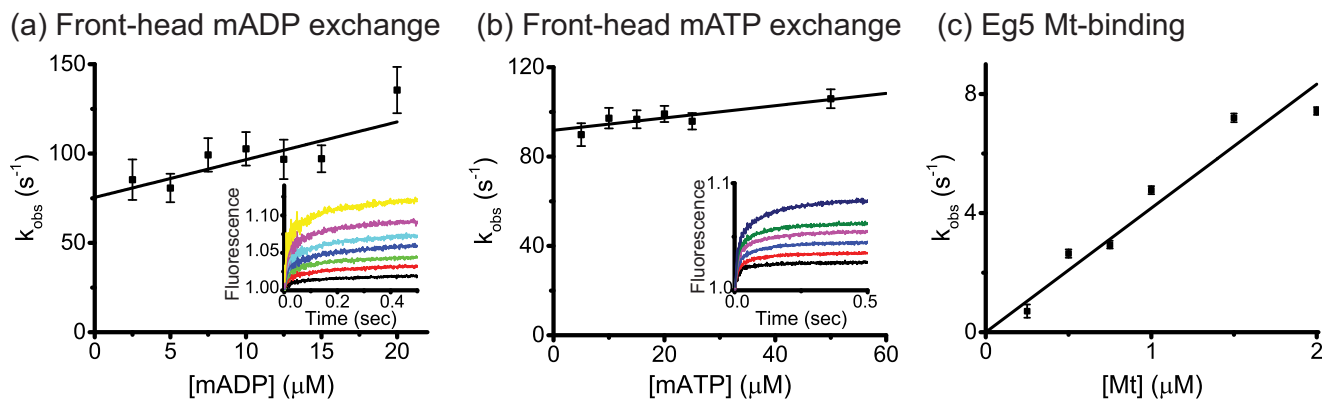 (a) Front-head mADP exchange
150
100
50
0
k_obs (s⁻¹)
0 5 10 15 20
[mADP] (μM)
Fluorescence
1.10
1.05
1.00
0.0 0.2 0.4
Time (sec)
(b) Front-head mATP exchange
120
80
40
0
k_obs (s⁻¹)
0 20 40 60
[mATP] (μM)
Fluorescence
1.1
1.0
0.0 0.5
Time (sec)
(c) Eg5 Mt-binding
8
4
0
k_obs (s⁻¹)
0 1 2
[Mt] (μM)